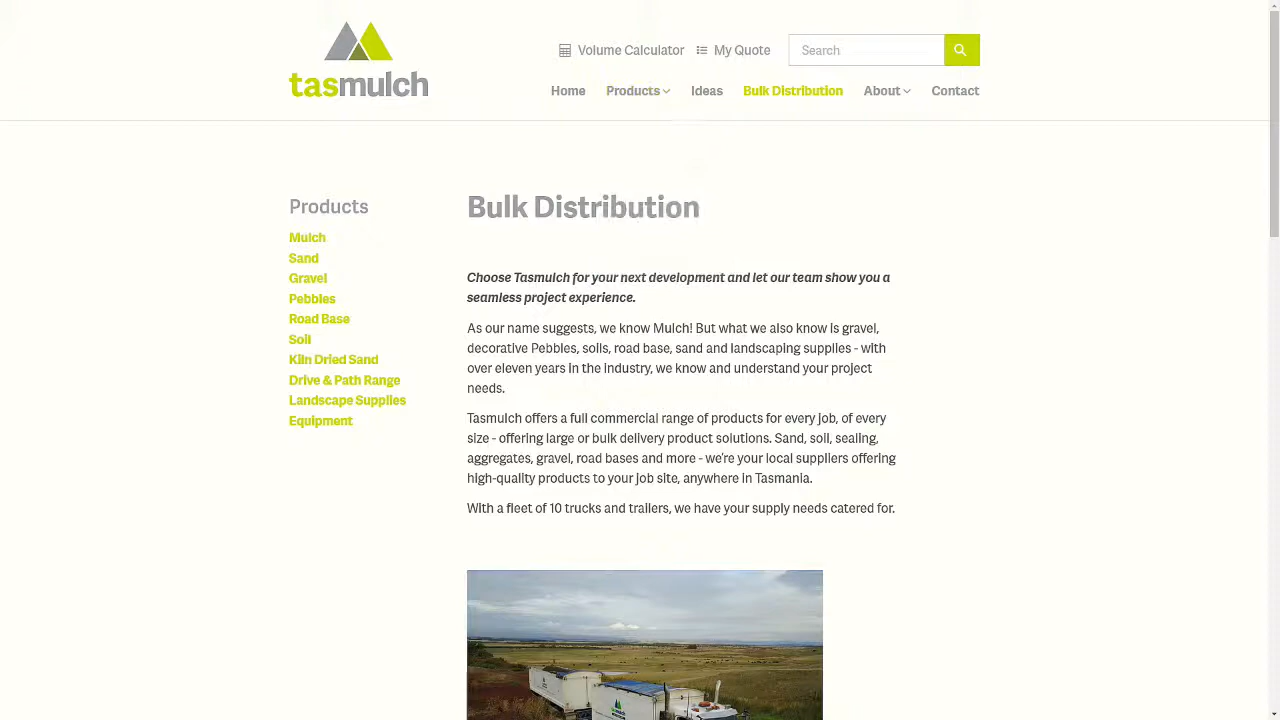 Volume Calculator
My Quote
Search
tasmulch
Home
Products
Ideas
Bulk Distribution
About
Contact
Products
Mulch
Sand
Gravel
Pebbles
Road Base
Soil
Kiln Dried Sand
Drive & Path Range
Landscape Supplies
Equipment
Bulk Distribution
Choose Tasmulch for your next development and let our team show you a
seamless project experience.
As our name suggests, we know Mulch! But what we also know is gravel,
decorative Pebbles, soils, road base, sand and landscaping supplies - with
over eleven years in the industry, we know and understand your project
needs.
Tasmulch offers a full commercial range of products for every job, of every
size - offering large or bulk delivery product solutions. Sand, soil, sealing,
aggregates, gravel, road bases and more - we're your local suppliers offering
high-quality products to your job site, anywhere in Tasmania.
With a fleet of 10 trucks and trailers, we have your supply needs catered for.